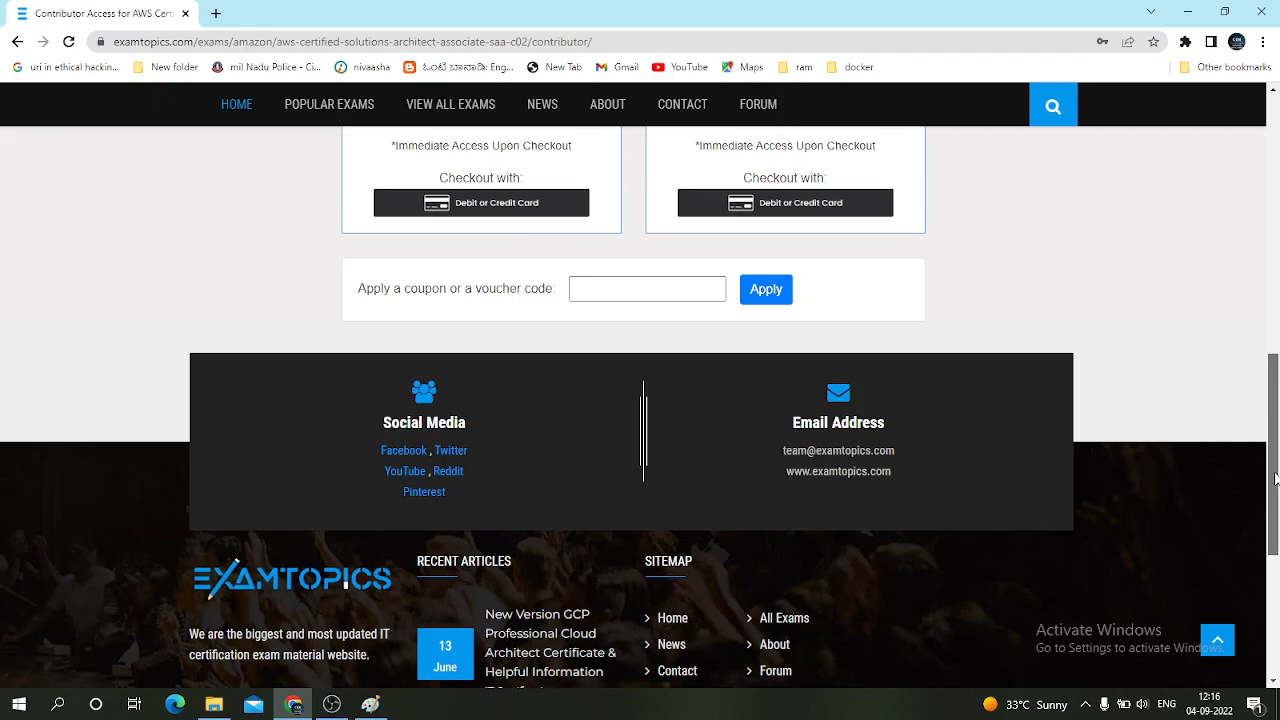 Contributor Access for AWS Cert
examtopics.com/exams/amazon/aws-certified-solutions-architect-associate-saa-c02/contributor/
uri in ethical hackin... New folder mil Nadu Police - Ci... nivasha New Tab Gmail YouTube Maps ram docker Other bookmarks
HOME POPULAR EXAMS VIEW ALL EXAMS NEWS ABOUT CONTACT FORUM
*Immediate Access Upon Checkout *Immediate Access Upon Checkout
Checkout with: Checkout with:
Debit or Credit Card Debit or Credit Card
Apply a coupon or a voucher code: Apply
Social Media
Facebook , Twitter
YouTube , Reddit
Pinterest
Email Address
team@examtopics.com
www.examtopics.com
EXAMTOPICS
We are the biggest and most updated IT
certification exam material website.
RECENT ARTICLES
13
June
New Version GCP
Professional Cloud
Architect Certificate &
Helpful Information
SITEMAP
Home All Exams
News About
Contact Forum
Activate Windows
Go to Settings to activate Windows.
33°C Sunny
12:16
04-09-2022